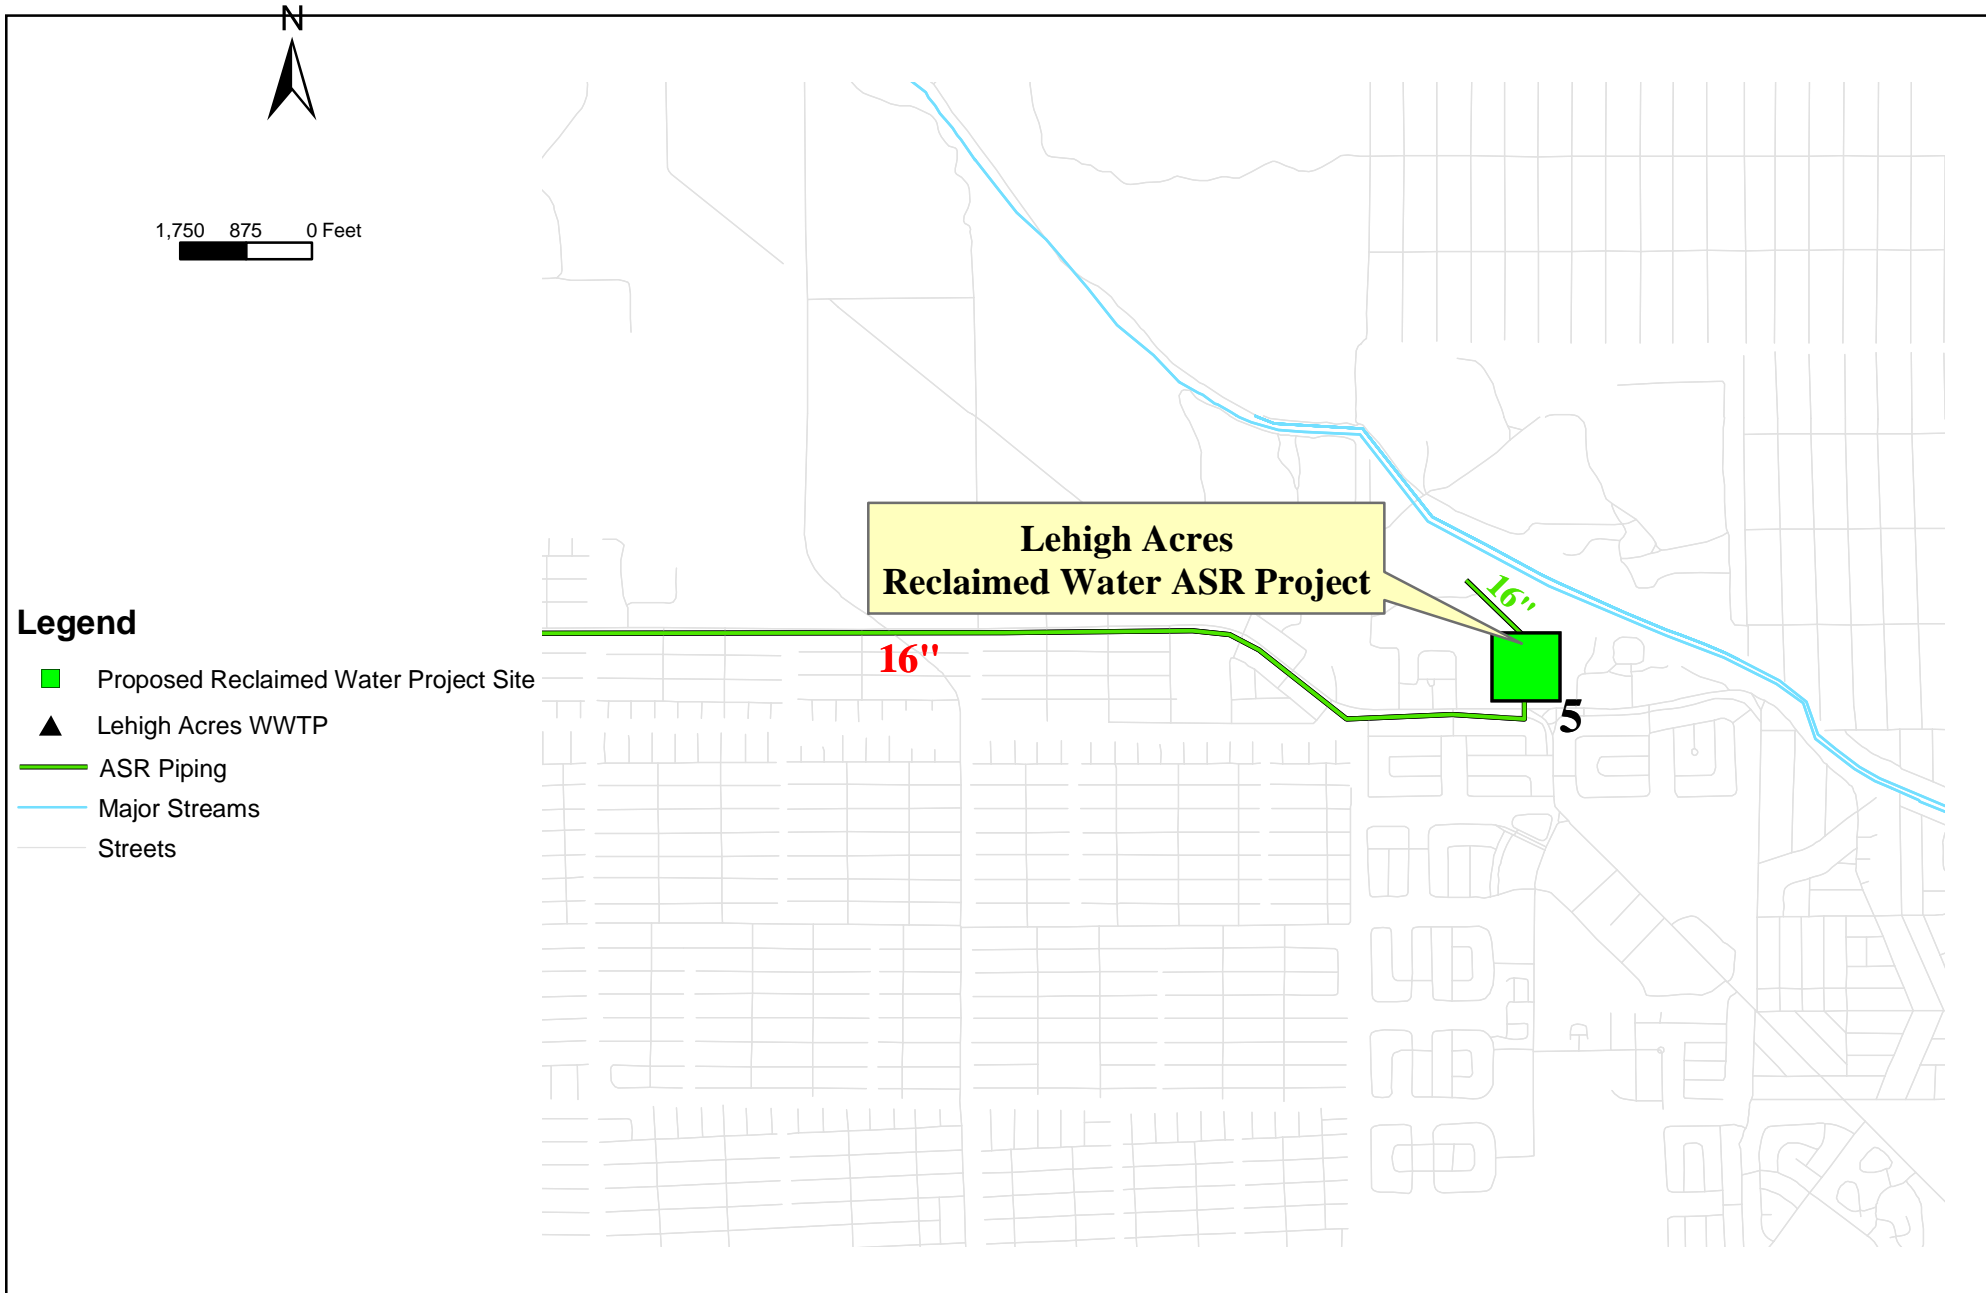 N
1,750 875 0 Feet
Lehigh Acres
Reclaimed Water ASR Project
16"
16"
5
Legend
Proposed Reclaimed Water Project Site
Lehigh Acres WWTP
ASR Piping
Major Streams
Streets